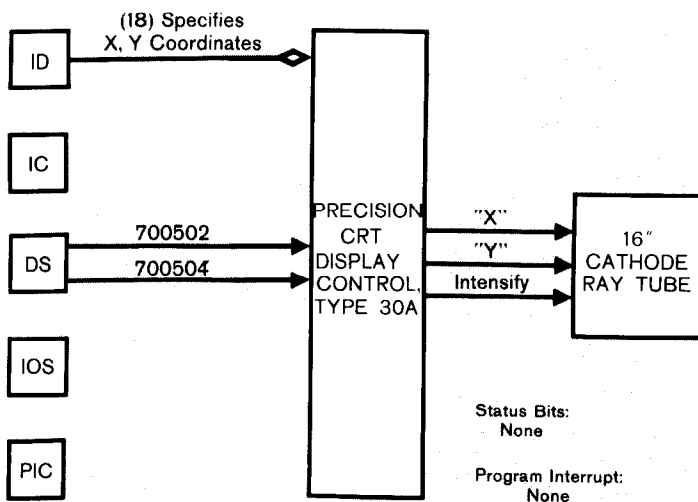 (18) Specifies
X, Y Coordinates
ID
IC
DS
700502
700504
IOS
PIC
PRECISION
CRT
DISPLAY
CONTROL,
TYPE 30A
"X"
"Y"
Intensify
16"
CATHODE
RAY TUBE
Status Bits:
None
Program Interrupt:
None